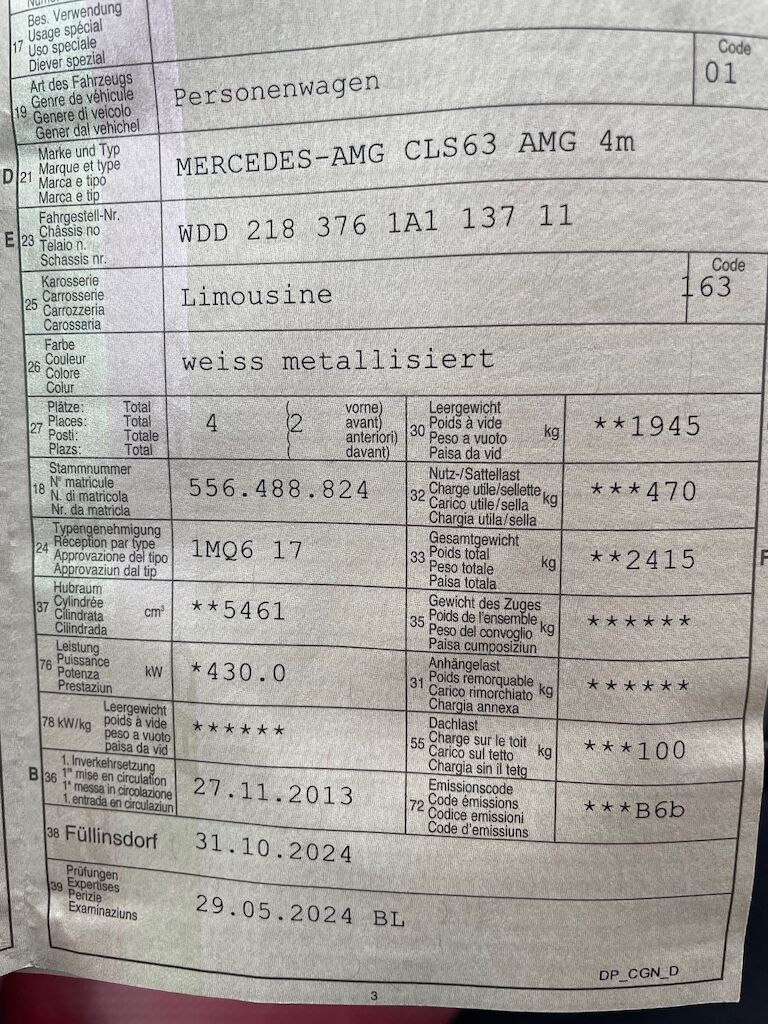 Bes. Verwendung
Usage spécial
17 Uso speciale
Diever spezial
Art des Fahrzeugs
Genre de véhicule
19 Genere di veicolo
Gener dal vehichel
Personenwagen
Code
01
Marke und Typ
D 21 Marque et type
Marca e tipo
Marca e tip
MERCEDES-AMG CLS63 AMG 4m
Fahrgestell-Nr.
E 23 Châssis no
Telaio n.
Schassis nr.
WDD 218 376 1A1 137 11
Karosserie
25 Carrosserie
Carrozzeria
Carossaria
Limousine
Code
163
Farbe
26 Couleur
Colore
Colur
weiss metallisiert
Plätze: Total
27 Places: Total
Posti: Totale
Plazs: Total
4 (2 vorne)
avant)
anteriori)
davant)
Leergewicht
30 Poids à vide kg
Peso a vuoto
Paisa da vid
**1945
Stammnummer
18 N° matricule
N. di matricola
Nr. da matricla
556.488.824
Nutz-/Sattellast
32 Charge utile/sellette kg
Carico utile/sella
Chargia utila/sella
***470
Typengenehmigung
24 Réception par type
Approvazione del tipo
Approvaziun dal tip
1MQ6 17
Gesamtgewicht
33 Poids total kg
Peso totale
Paisa totala
**2415
Hubraum
37 Cylindrée cm³
Cilindrata
Cilindrada
**5461
Gewicht des Zuges
35 Poids de l'ensemble kg
Peso del convoglio
Paisa cumposiziun
******
Leistung
76 Puissance kW
Potenza
Prestaziun
*430.0
Anhängelast
31 Poids remorquable kg
Carico rimorchiato
Chargia annexa
******
Leergewicht
78 kW/kg poids à vide
peso a vuoto
paisa da vid
******
Dachlast
55 Charge sur le toit kg
Carico sul tetto
Chargia sin il tetg
***100
1. Inverkehrsetzung
B 36 1re mise en circulation
1a messa in circolazione
1. entrada en circulaziun
27.11.2013
Emissionscode
72 Code émissions
Codice emissioni
Code d'emissiuns
***B6b
38 Füllinsdorf 31.10.2024
Prüfungen
39 Expertises
Perizie
Examinaziuns
29.05.2024 BL
DP_CGN_D
3